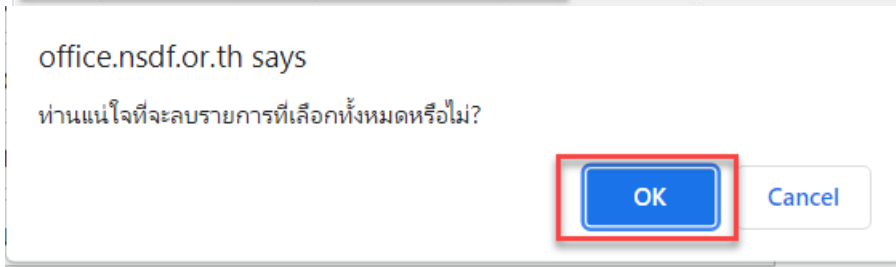 office.nsdf.or.th says
ท่านแน่ใจที่จะลบรายการที่เลือกทั้งหมดหรือไม่?
OK Cancel